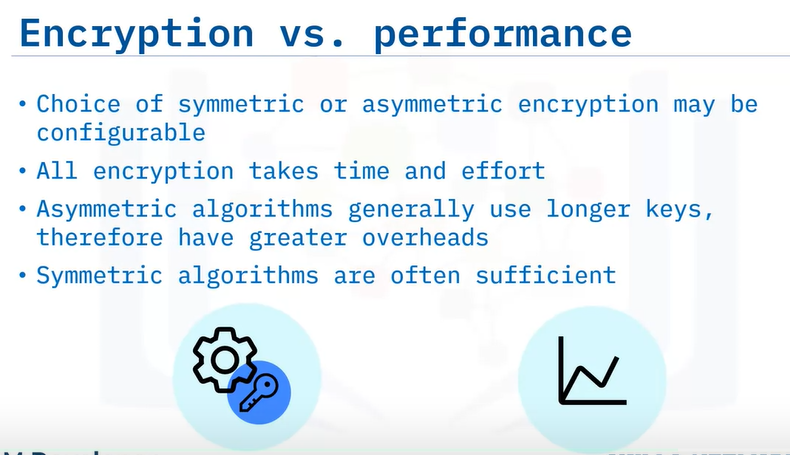 Encryption vs. performance
• Choice of symmetric or asymmetric encryption may be
configurable
• All encryption takes time and effort
• Asymmetric algorithms generally use longer keys,
therefore have greater overheads
• Symmetric algorithms are often sufficient